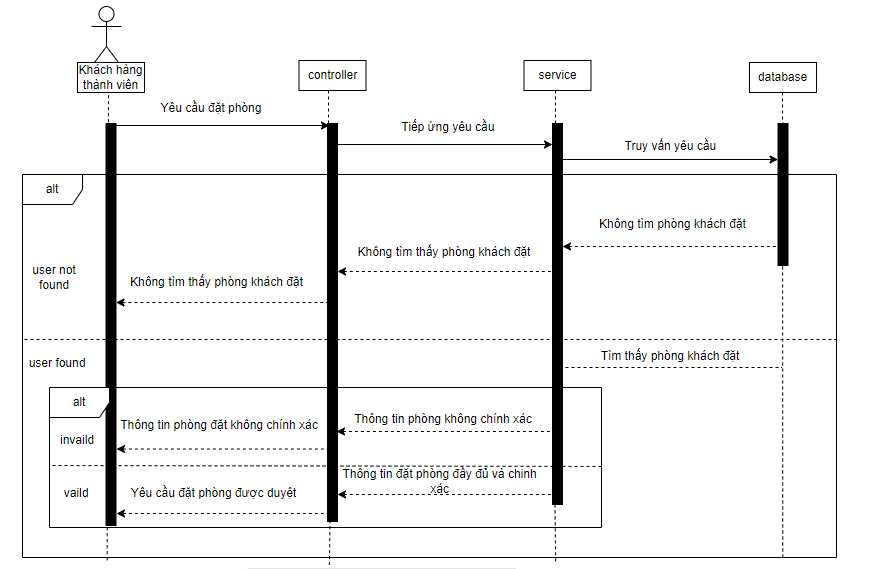 Khách hàng
thành viên
controller
service
database
Yêu cầu đặt phòng
Tiếp ứng yêu cầu
Truy vấn yêu cầu
alt
Không tìm phòng khách đặt
Không tìm thấy phòng khách đặt
Không tìm thấy phòng khách đặt
user not
found
user found
Tìm thấy phòng khách đặt
alt
Thông tin phòng không chính xác
Thông tin phòng đặt không chính xác
invaild
Thông tin đặt phòng đầy đủ và chinh
xác
vaild
Yêu cầu đặt phòng được duyệt